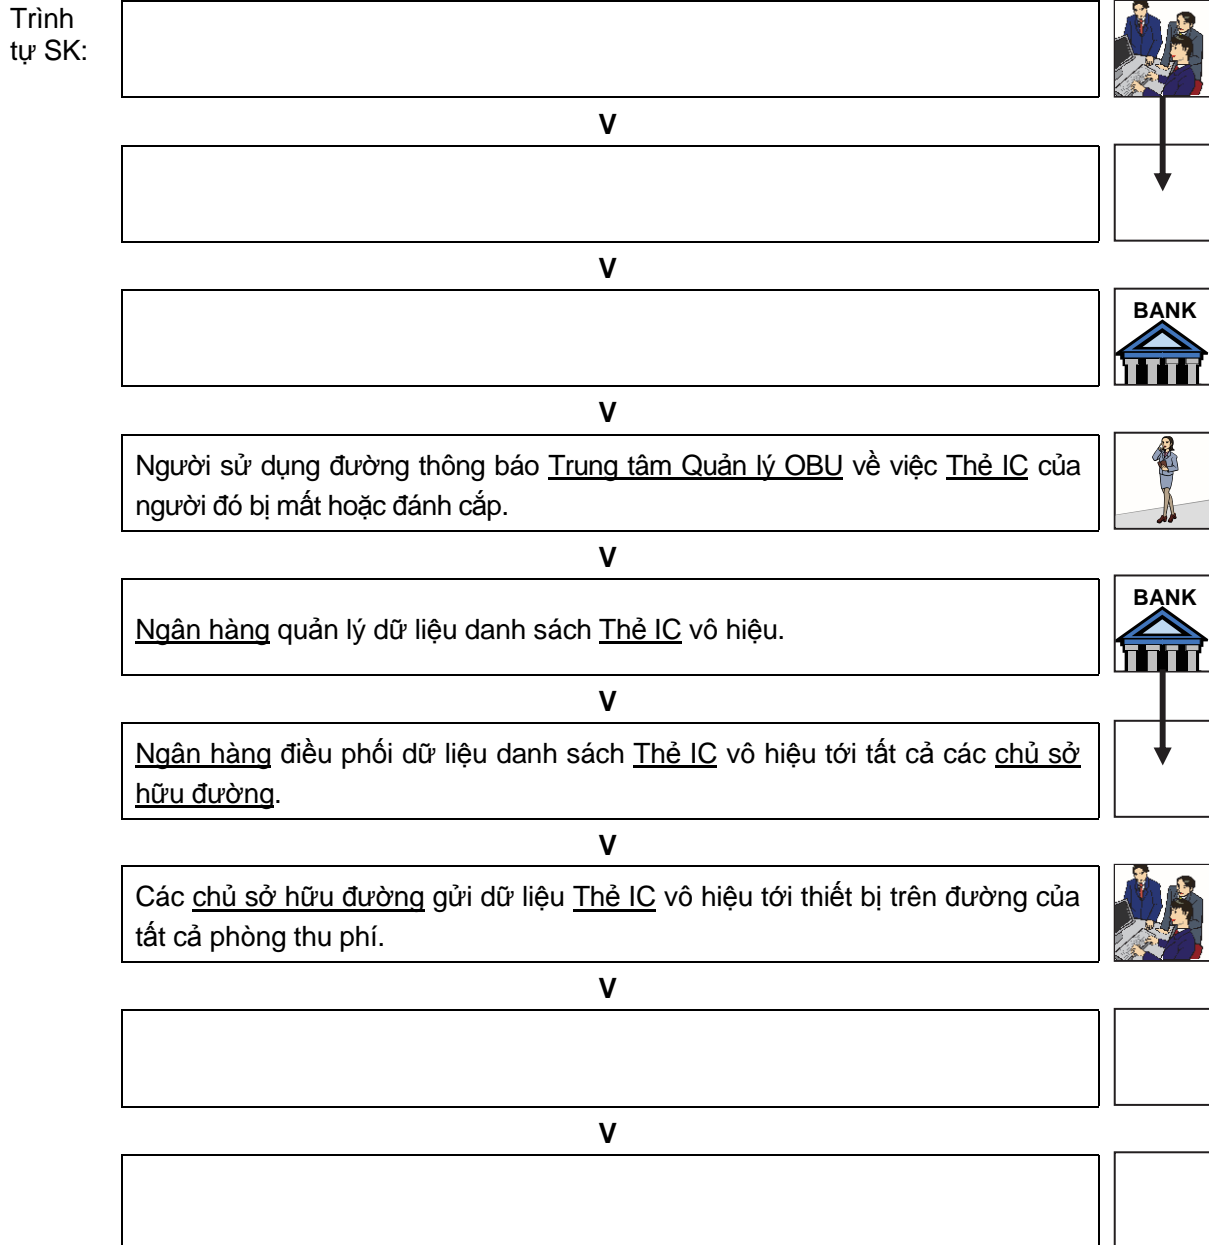 Trình
tự SK:
V
V
BANK
V
Người sử dụng đường thông báo Trung tâm Quản lý OBU về việc Thẻ IC của
người đó bị mất hoặc đánh cắp.
V
BANK
Ngân hàng quản lý dữ liệu danh sách Thẻ IC vô hiệu.
V
Ngân hàng điều phối dữ liệu danh sách Thẻ IC vô hiệu tới tất cả các chủ sở
hữu đường.
V
Các chủ sở hữu đường gửi dữ liệu Thẻ IC vô hiệu tới thiết bị trên đường của
tất cả phòng thu phí.
V
V